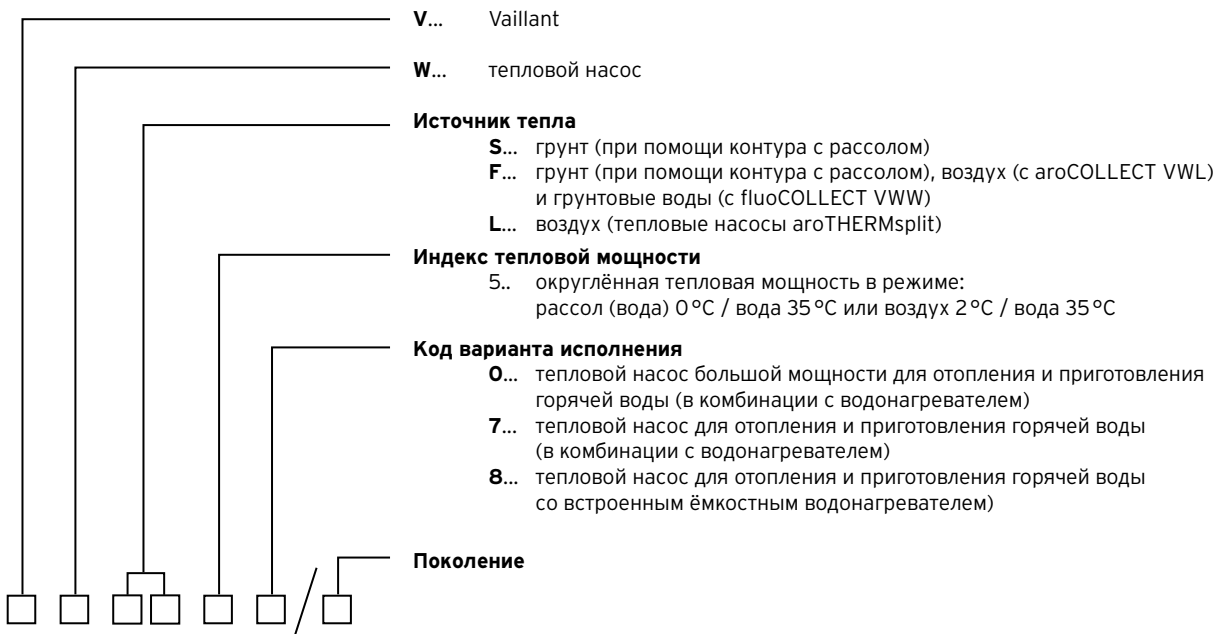 V... Vaillant
W... тепловой насос
Источник тепла
S... грунт (при помощи контура с рассолом)
F... грунт (при помощи контура с рассолом), воздух (с aroCOLLECT VWL)
и грунтовые воды (с fluoCOLLECT VWW)
L... воздух (тепловые насосы aroTHERMsplit)
Индекс тепловой мощности
5.. округлённая тепловая мощность в режиме:
рассол (вода) 0°C / вода 35°C или воздух 2°C / вода 35°C
Код варианта исполнения
0... тепловой насос большой мощности для отопления и приготовления
горячей воды (в комбинации с водонагревателем)
7... тепловой насос для отопления и приготовления горячей воды
(в комбинации с водонагревателем)
8... тепловой насос для отопления и приготовления горячей воды
со встроенным ёмкостным водонагревателем)
Поколение
/